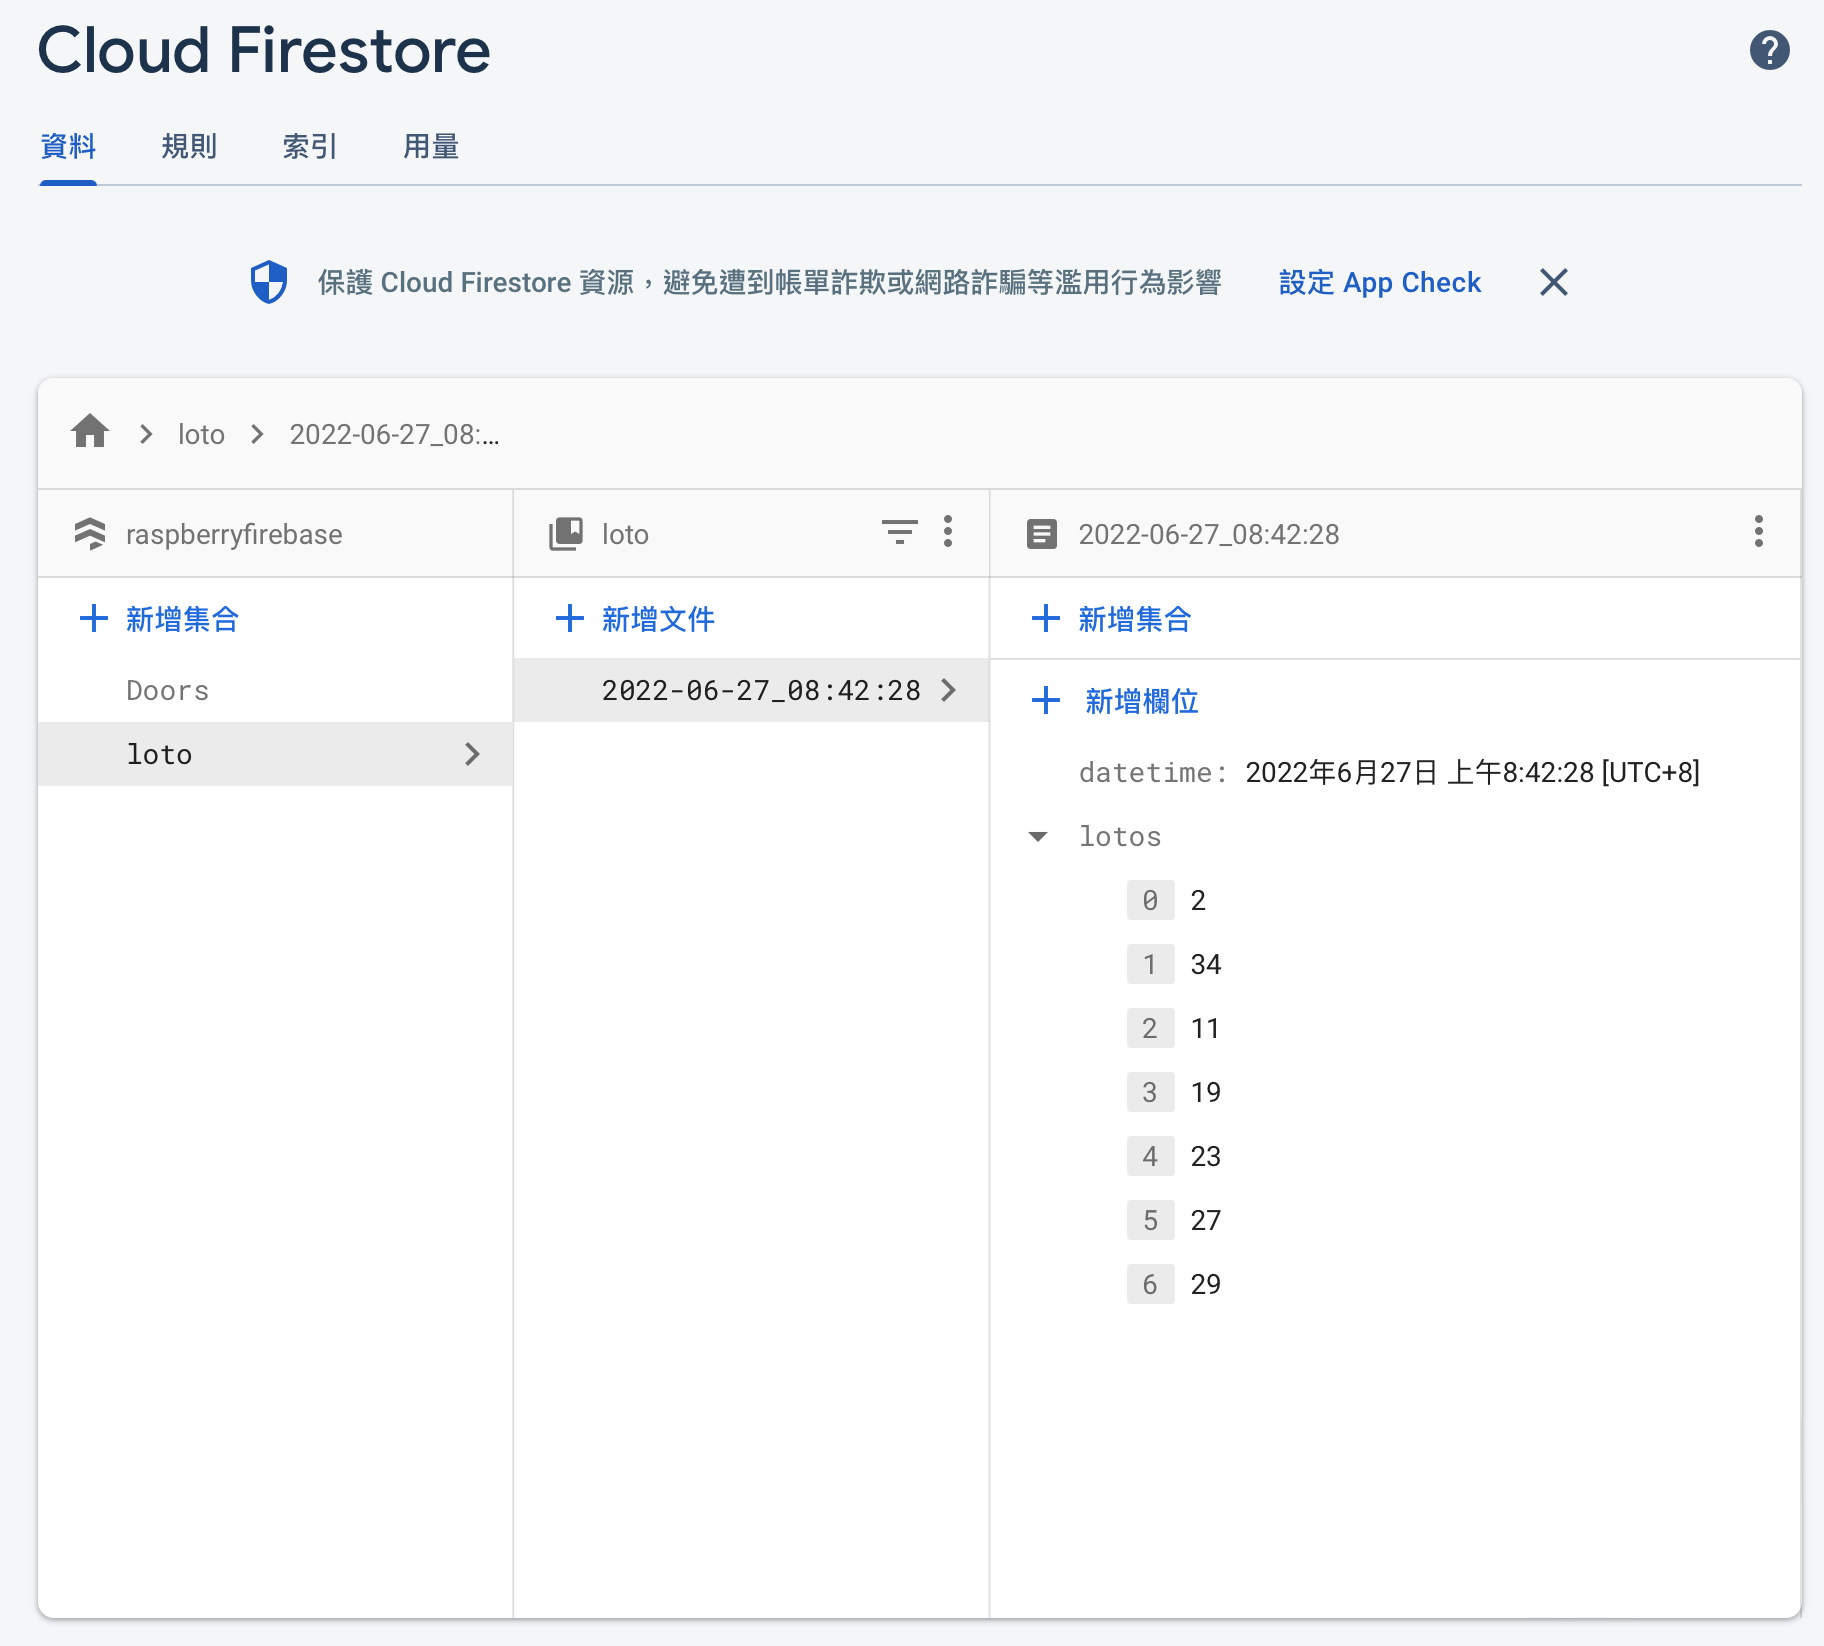 Cloud Firestore
資料 規則 索引 用量
保護 Cloud Firestore 資源，避免遭到帳單詐欺或網路詐騙等濫用行為影響 設定 App Check
loto 2022-06-27_08:...
raspberryfirebase
loto
2022-06-27_08:42:28
新增集合
Doors
loto
新增文件
2022-06-27_08:42:28
新增集合
新增欄位
datetime: 2022年6月27日 上午8:42:28 [UTC+8]
lotos
0 2
1 34
2 11
3 19
4 23
5 27
6 29